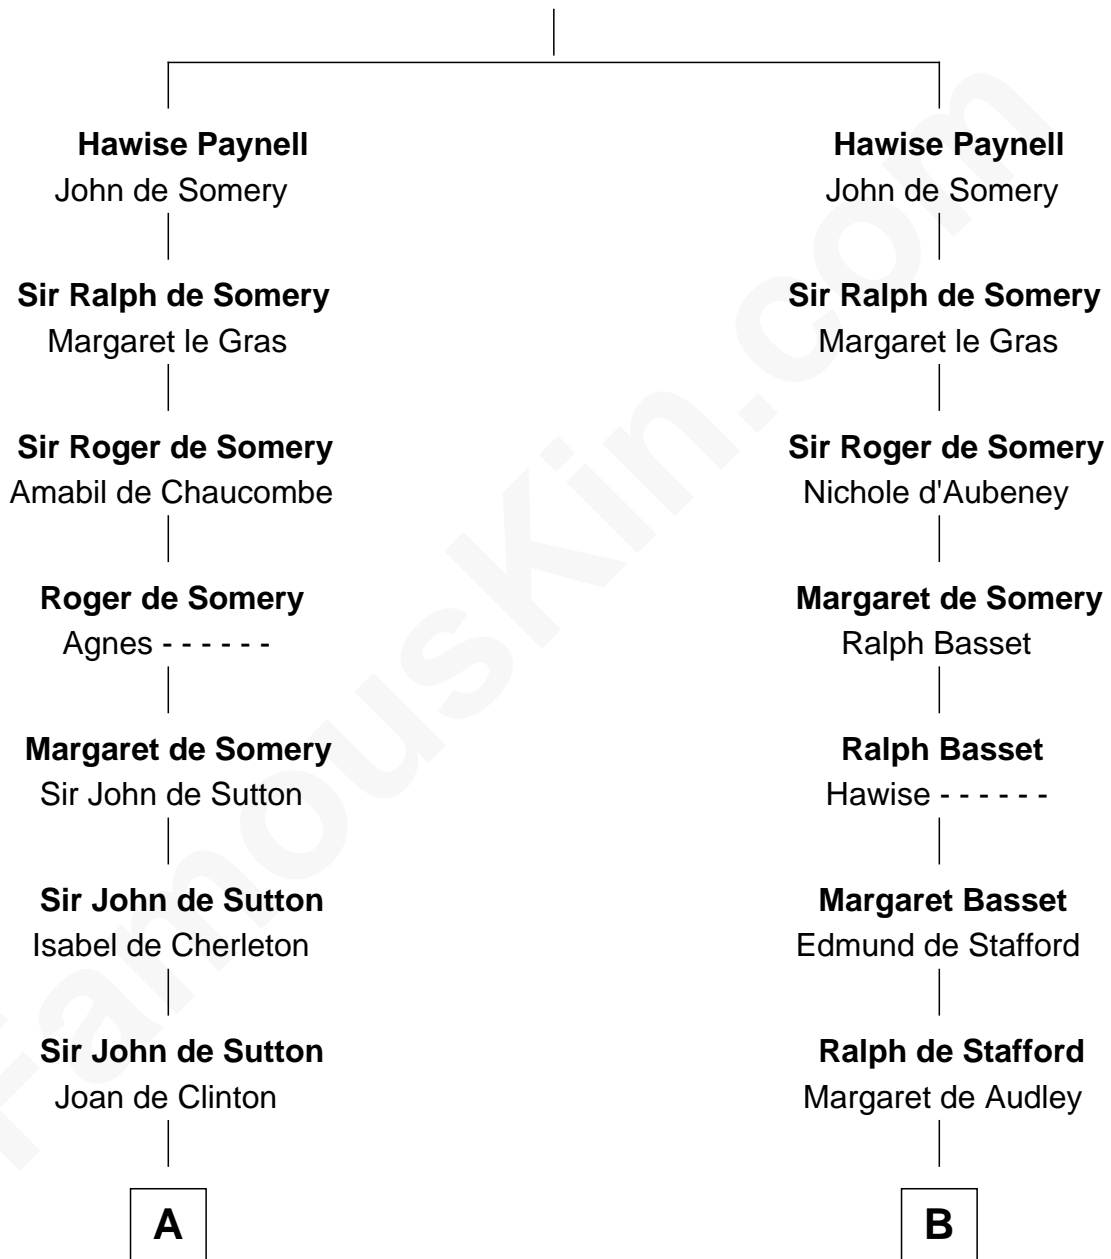 Hawise Paynell
John de Somery
Sir Ralph de Somery
Margaret le Gras
Sir Roger de Somery
Amabil de Chaucombe
Roger de Somery
Agnes - - - - - -
Margaret de Somery
Sir John de Sutton
Sir John de Sutton
Isabel de Cherleton
Sir John de Sutton
Joan de Clinton
A
Hawise Paynell
John de Somery
Sir Ralph de Somery
Margaret le Gras
Sir Roger de Somery
Nichole d'Aubeney
Margaret de Somery
Ralph Basset
Ralph Basset
Hawise - - - - - -
Margaret Basset
Edmund de Stafford
Ralph de Stafford
Margaret de Audley
B
FamousKin.com